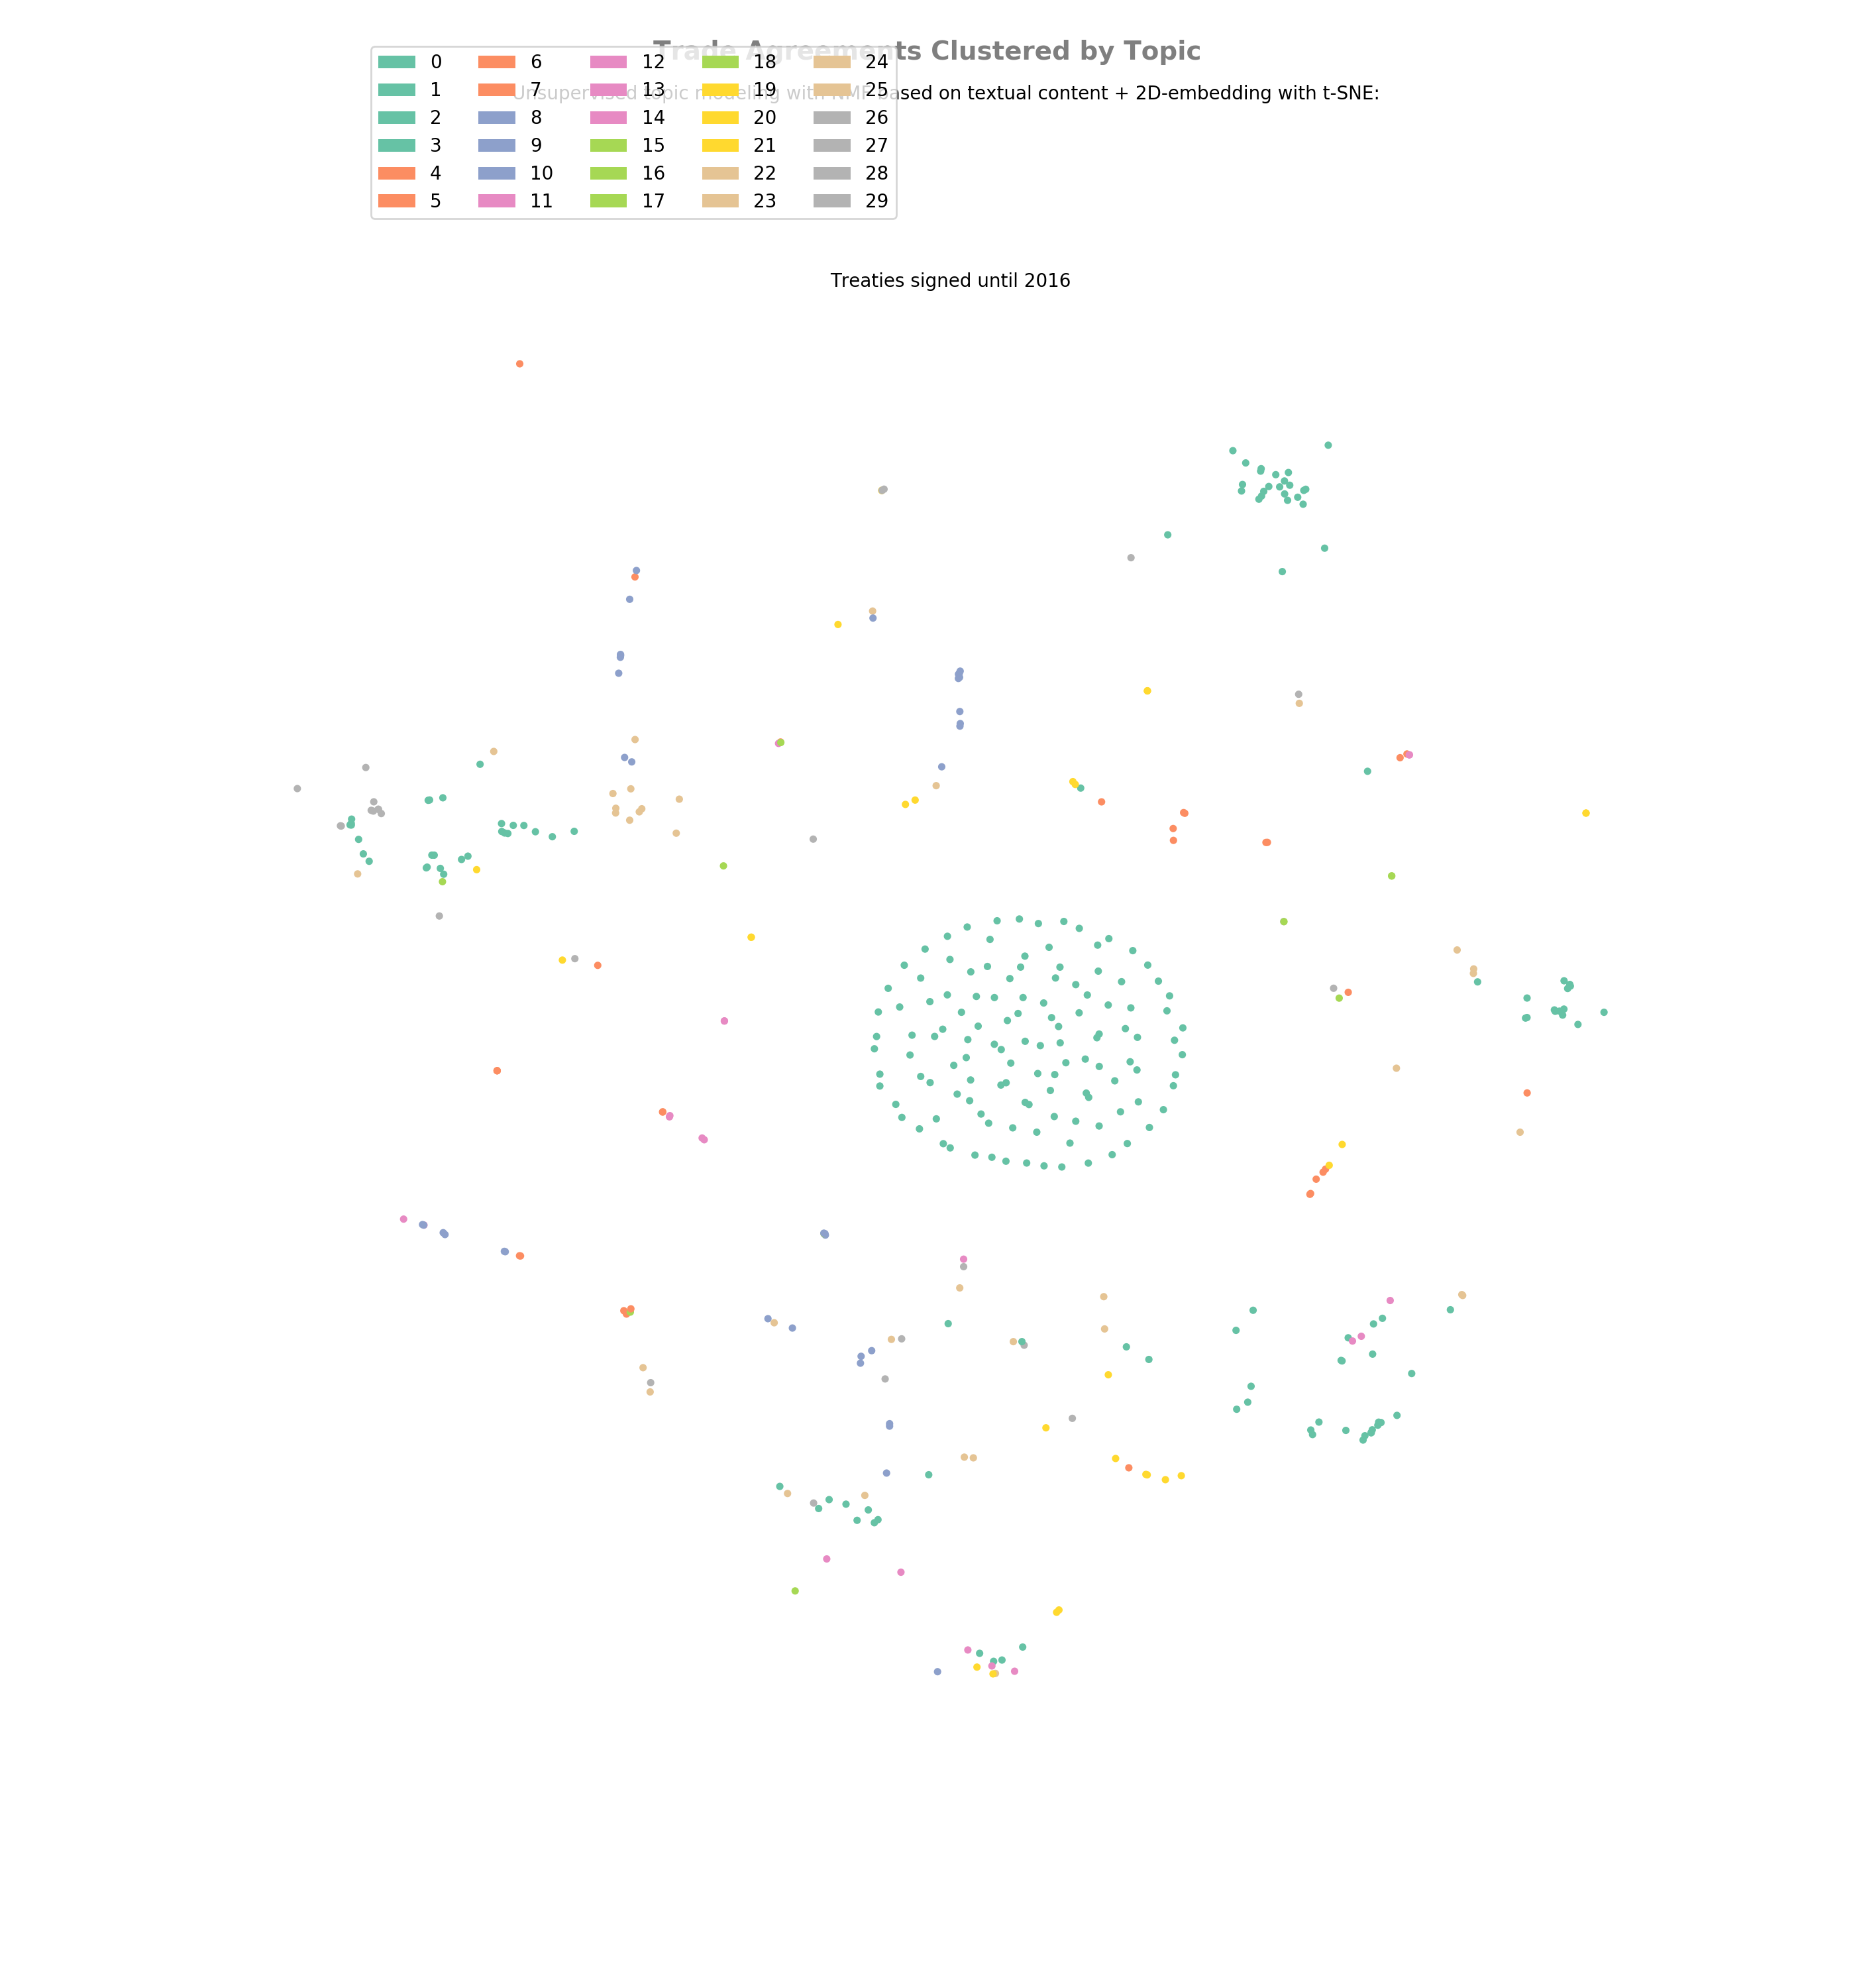 Trade Agreements Clustered by Topic
Unsupervised topic modeling with NMF based on textual content + 2D-embedding with t-SNE:
0 6 12 18 24
1 7 13 19 25
2 8 14 20 26
3 9 15 21 27
4 10 16 22 28
5 11 17 23 29
Treaties signed until 2016